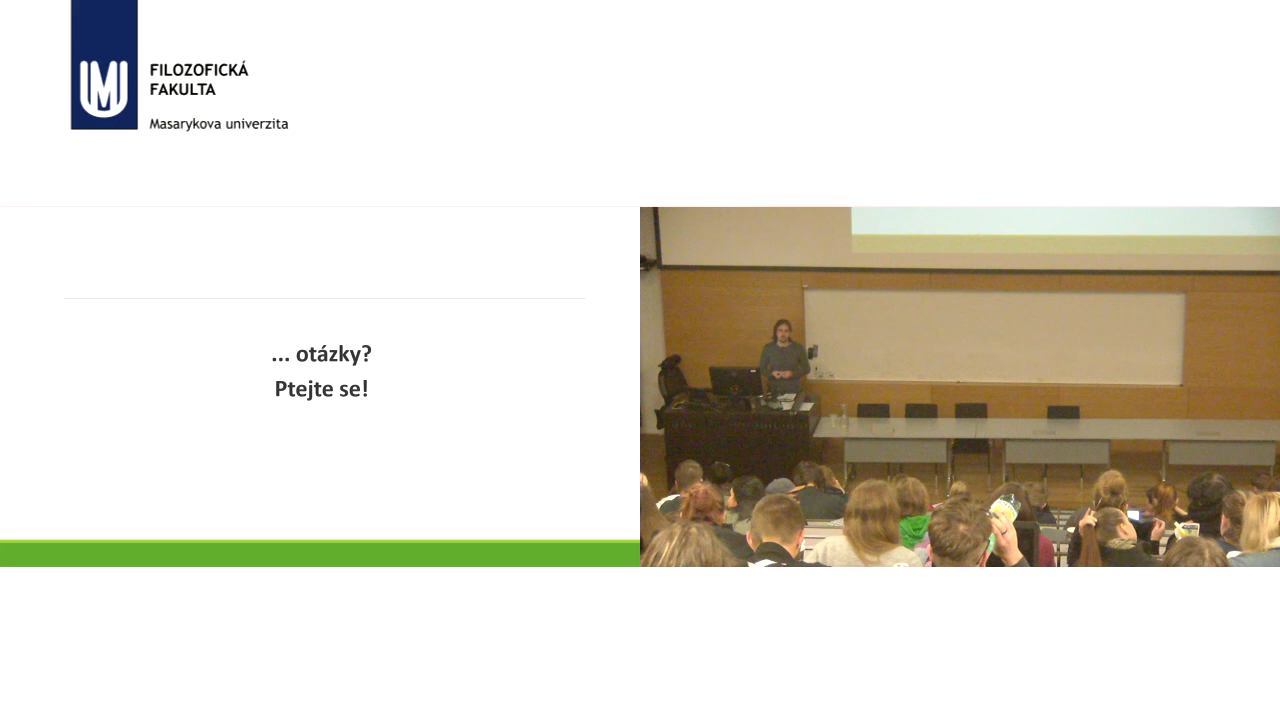 FILOZOFICKÁ
FAKULTA
Masarykova univerzita
... otázky?
Ptejte se!